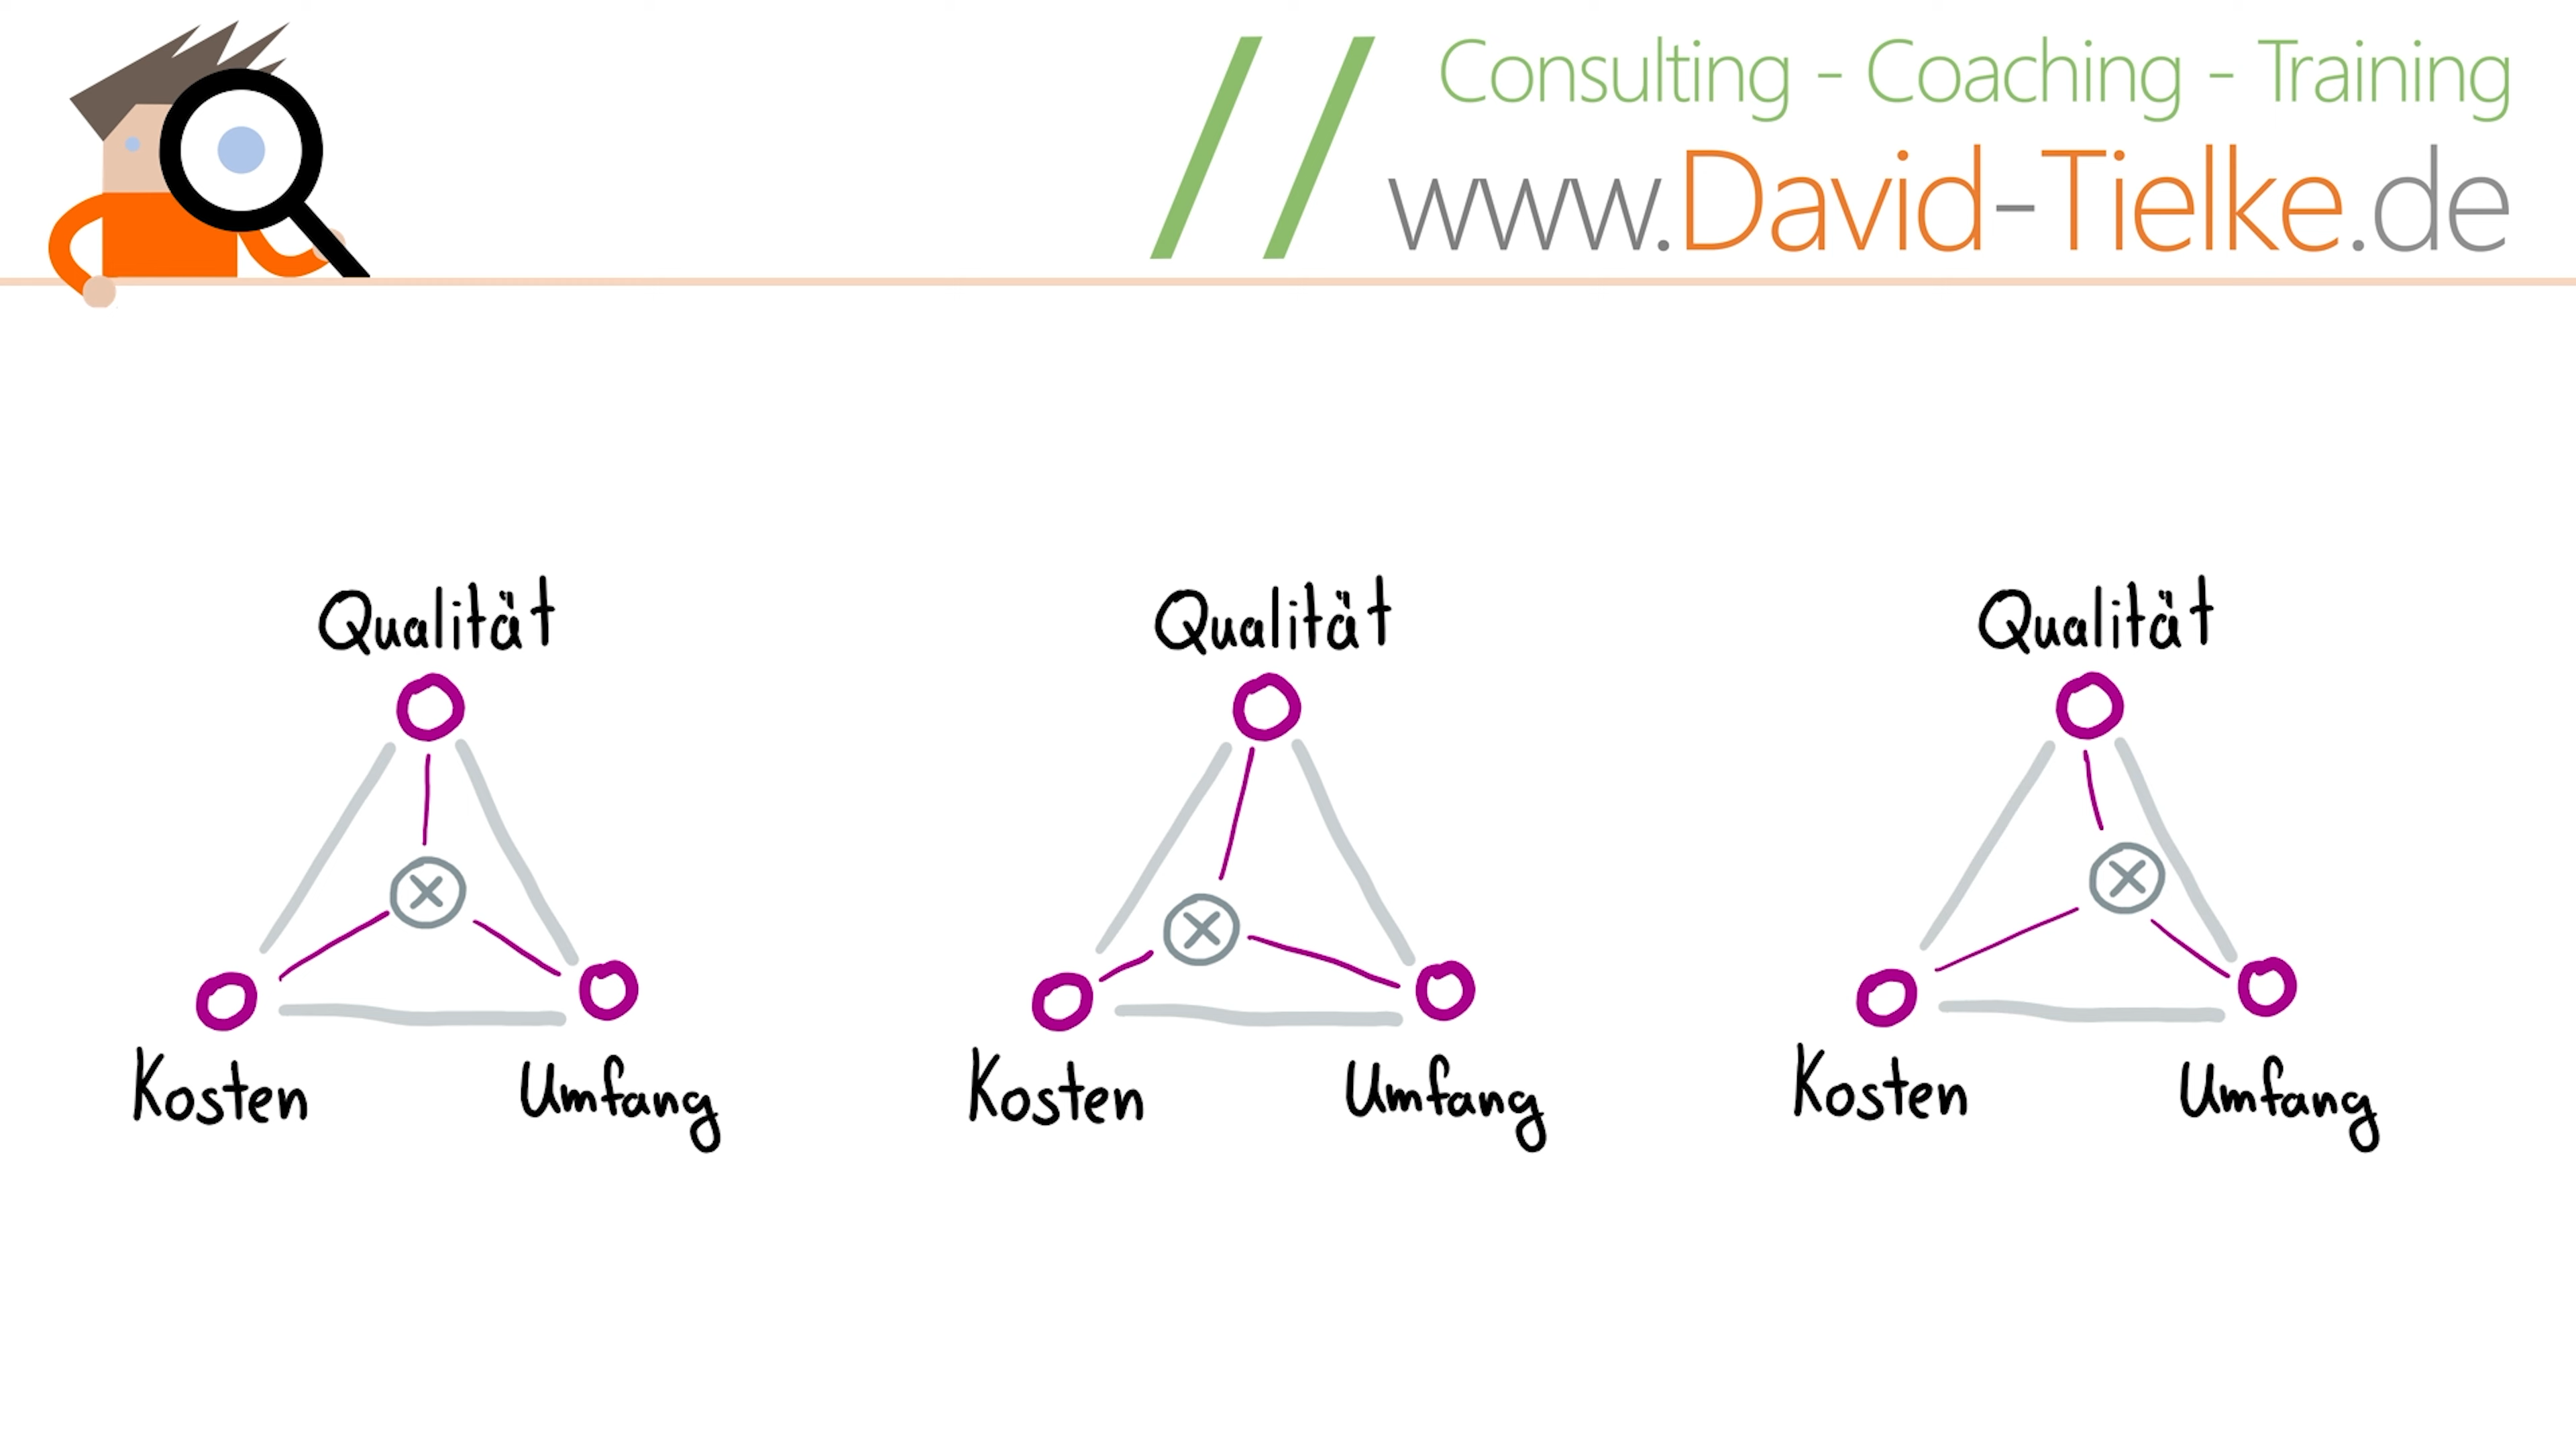 Consulting - Coaching - Training
www.David-Tielke.de
Qualität
Kosten
Umfang
Qualität
Kosten
Umfang
Qualität
Kosten
Umfang